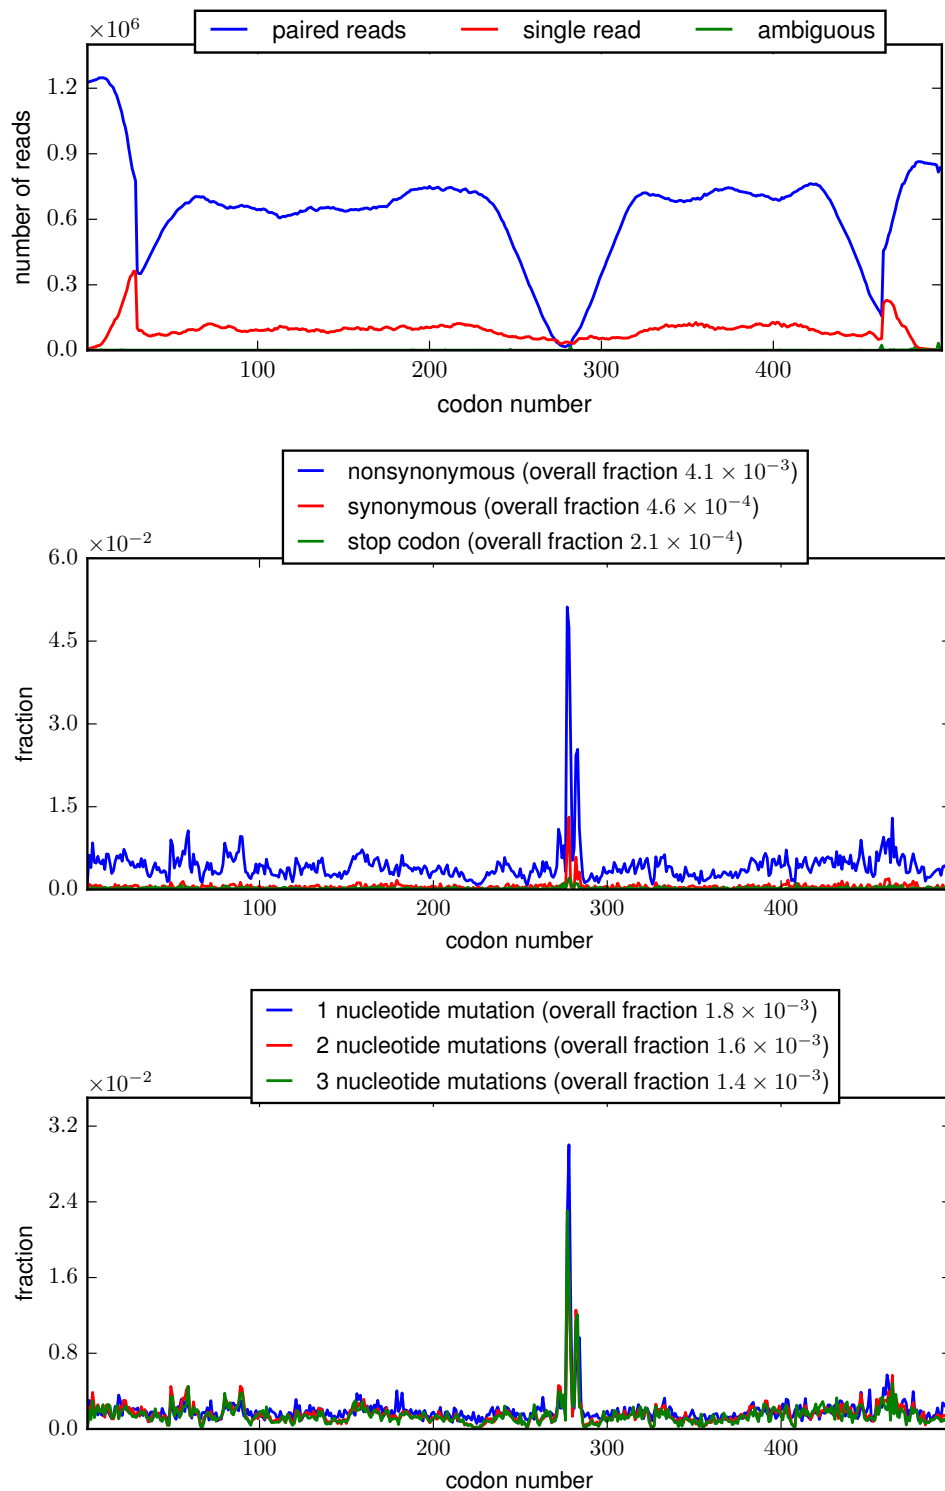 ×10⁶
paired reads single read ambiguous
1.2
0.9
0.6
0.3
0.0
number of reads
100 200 300 400
codon number
nonsynonymous (overall fraction 4.1 × 10⁻³)
synonymous (overall fraction 4.6 × 10⁻⁴)
stop codon (overall fraction 2.1 × 10⁻⁴)
×10⁻²
6.0
4.5
3.0
1.5
0.0
fraction
100 200 300 400
codon number
1 nucleotide mutation (overall fraction 1.8 × 10⁻³)
2 nucleotide mutations (overall fraction 1.6 × 10⁻³)
3 nucleotide mutations (overall fraction 1.4 × 10⁻³)
×10⁻²
3.2
2.4
1.6
0.8
0.0
fraction
100 200 300 400
codon number